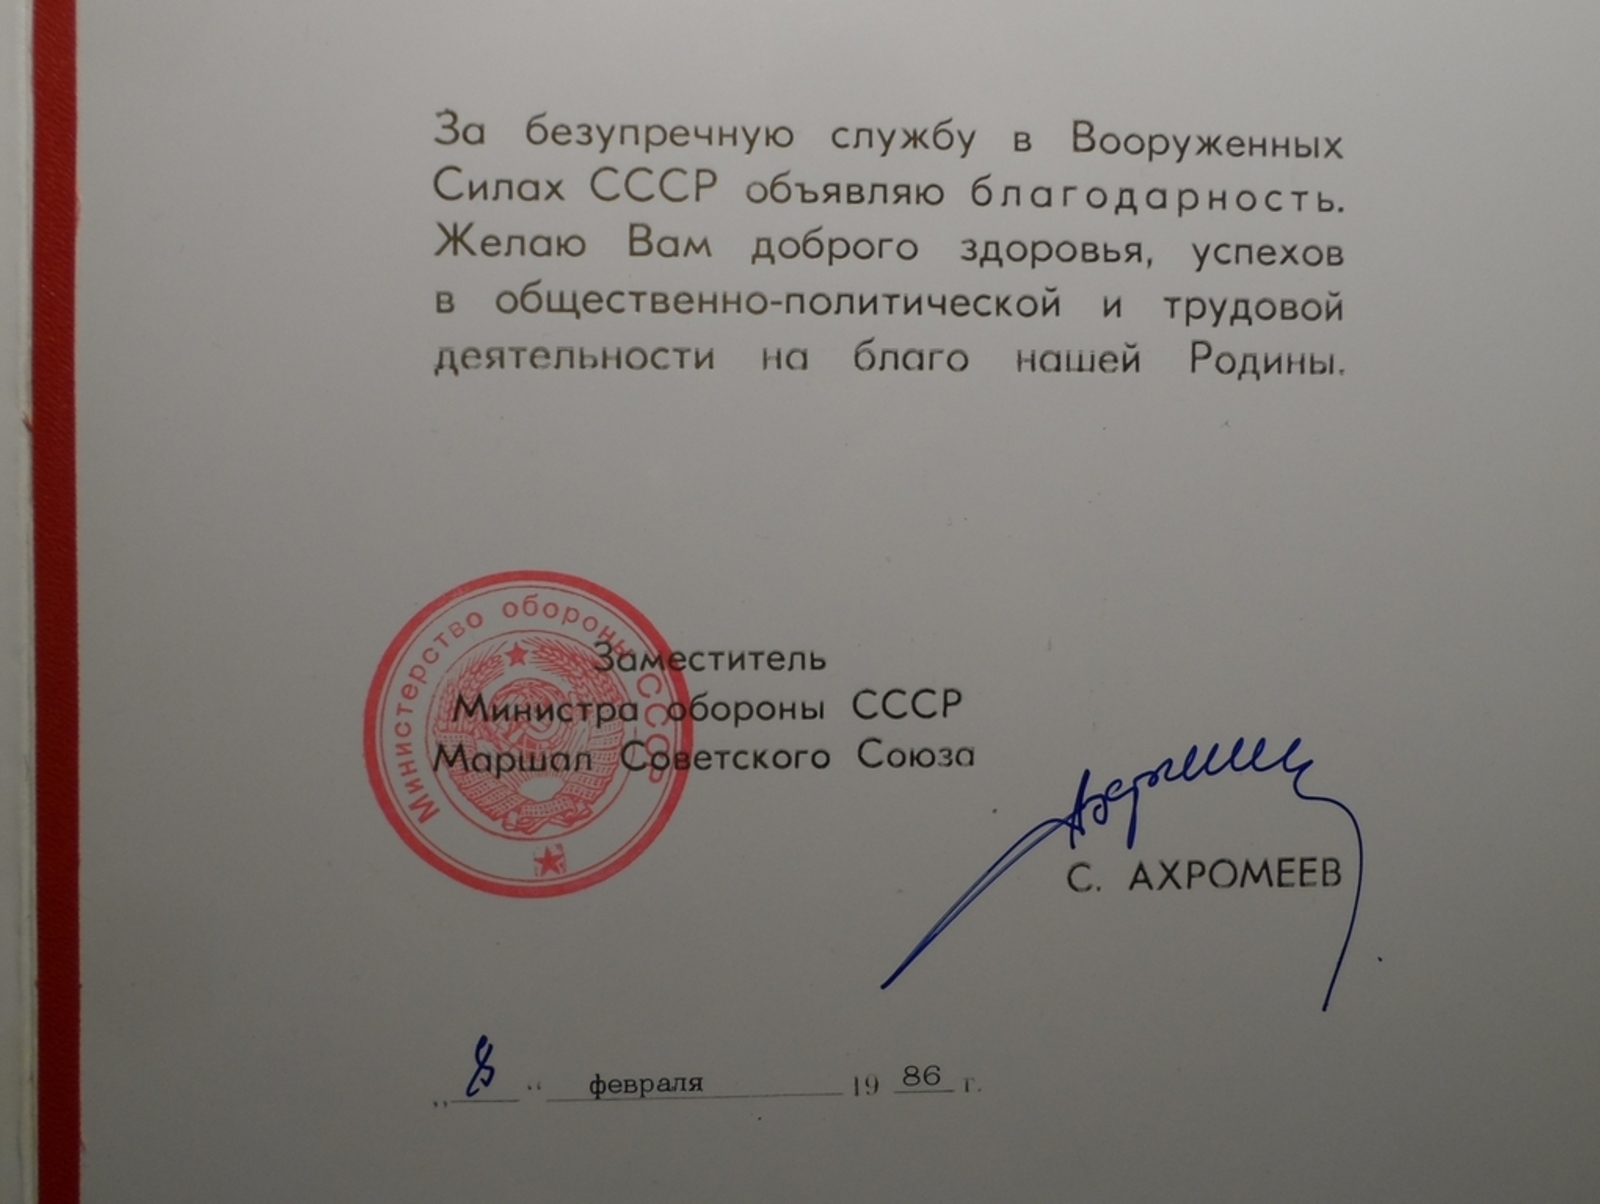 За безупречную службу в Вооруженных
Силах СССР объявляю благодарность.
Желаю Вам доброго здоровья, успехов
в общественно-политической и трудовой
деятельности на благо нашей Родины.
Министерство обороны СССР
Заместитель
Министра обороны СССР
Маршал Советского Союза
С. АХРОМЕЕВ
„8“ февраля 1986 г.